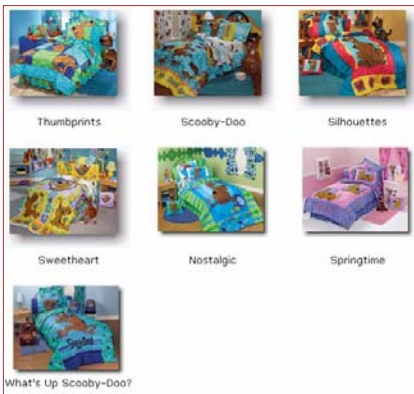 Thumbprints
Scooby-Doo
Silhouettes
Sweetheart
Nostalgic
Springtime
What's Up Scooby-Doo?